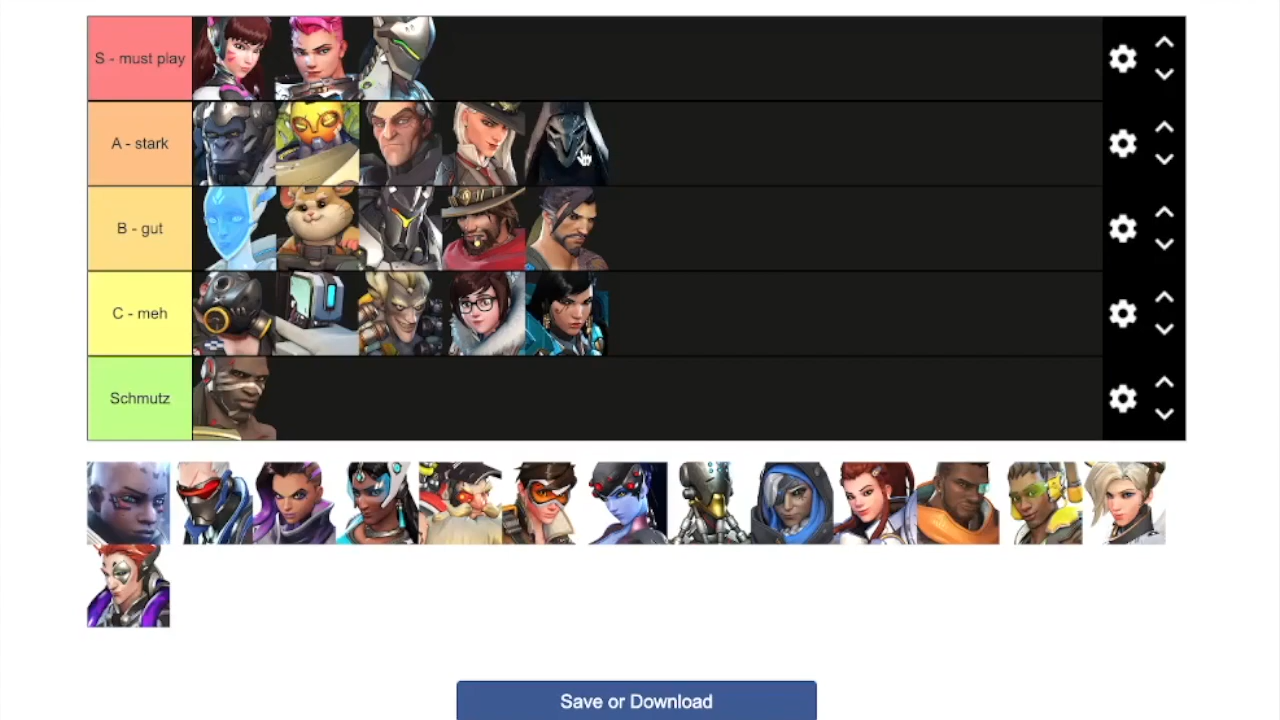 S - must play
A - stark
B - gut
C - meh
Schmutz
Save or Download